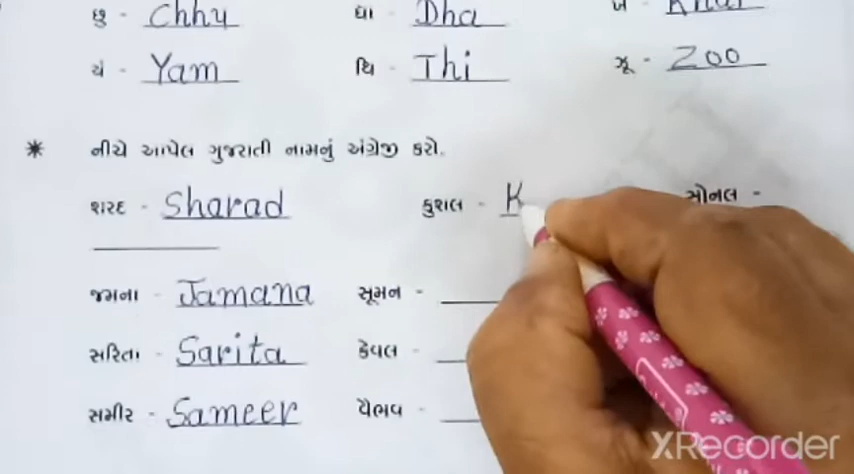 છુ - Chhu ધા - Dha ખ -
યં - Yam થિ - Thi ઝૂ - Zoo
* નીચે આપેલ ગુજરાતી નામનું અંગ્રેજી કરો.
શરદ - Sharad કુશલ - K સોનલ -
જમના - Jamana સૂમન -
સરિતા - Sarita કેવલ -
સમીર - Sameer વૈભવ -
XRecorder